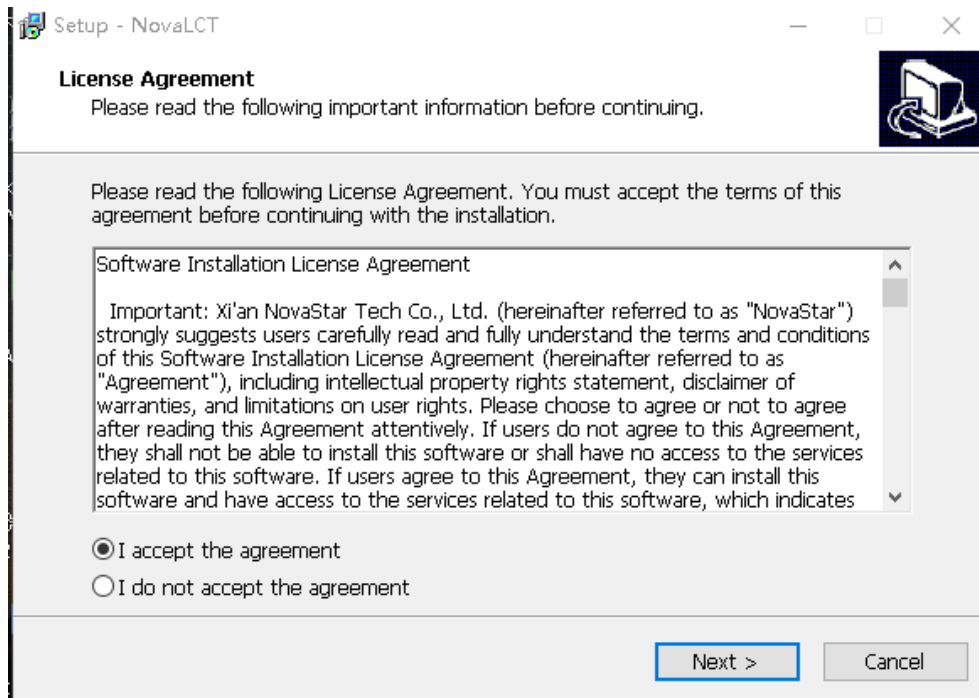 Setup - NovaLCT
License Agreement
Please read the following important information before continuing.
Please read the following License Agreement. You must accept the terms of this
agreement before continuing with the installation.
Software Installation License Agreement
Important: Xi'an NovaStar Tech Co., Ltd. (hereinafter referred to as "NovaStar")
strongly suggests users carefully read and fully understand the terms and conditions
of this Software Installation License Agreement (hereinafter referred to as
"Agreement"), including intellectual property rights statement, disclaimer of
warranties, and limitations on user rights. Please choose to agree or not to agree
after reading this Agreement attentively. If users do not agree to this Agreement,
they shall not be able to install this software or shall have no access to the services
related to this software. If users agree to this Agreement, they can install this
software and have access to the services related to this software, which indicates
I accept the agreement
I do not accept the agreement
Next >
Cancel